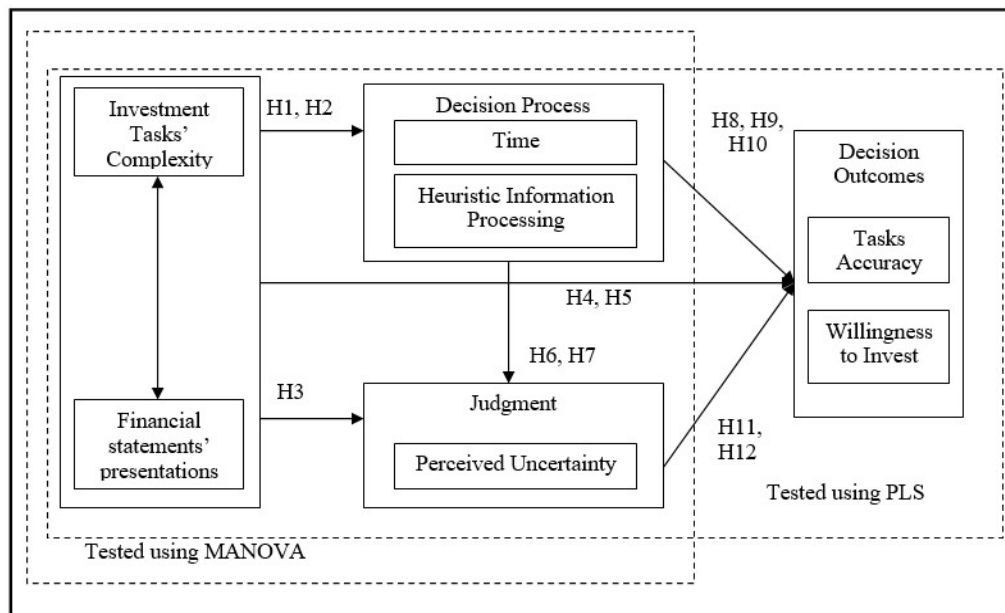 Investment
Tasks'
Complexity
Financial
statements'
presentations
H1, H2
H3
Decision Process
Time
Heuristic Information
Processing
H4, H5
H6, H7
Judgment
Perceived Uncertainty
H8, H9,
H10
H11,
H12
Decision
Outcomes
Tasks
Accuracy
Willingness
to Invest
Tested using PLS
Tested using MANOVA